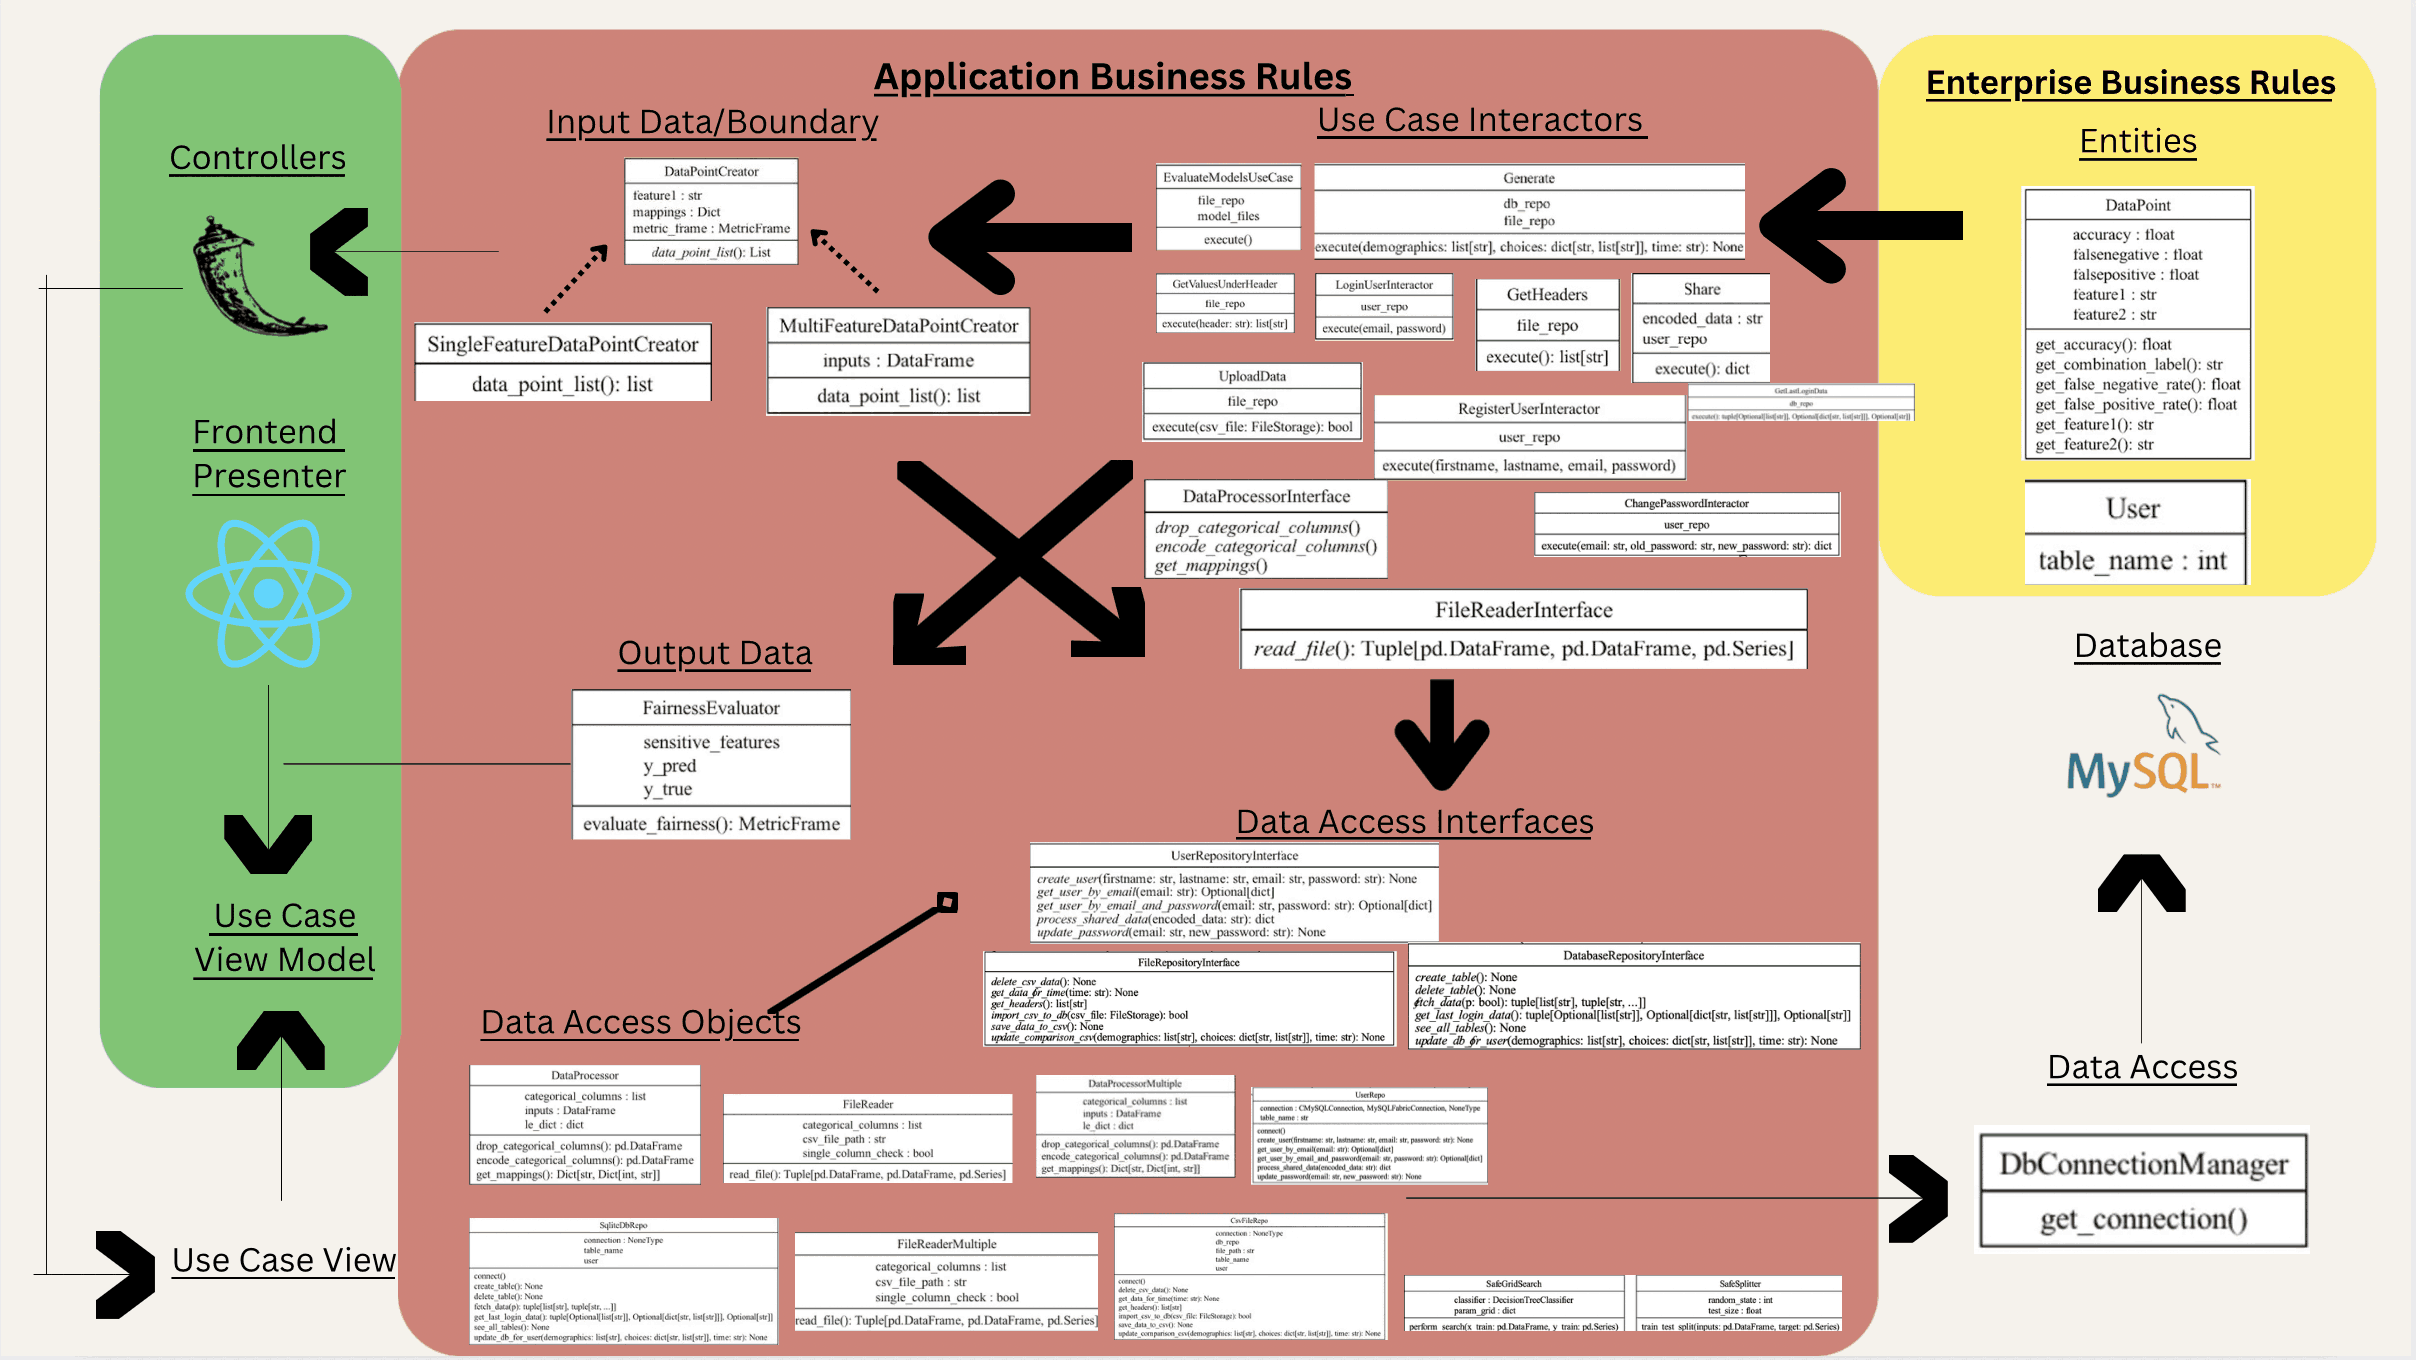 Application Business Rules
Enterprise Business Rules
Controllers
Input Data/Boundary
Use Case Interactors
Entities
DataPointCreator
feature1 : str
mappings : Dict
metric_frame : MetricFrame
data_point_list(): List
SingleFeatureDataPointCreator
data_point_list(): list
MultiFeatureDataPointCreator
inputs : DataFrame
data_point_list(): list
EvaluateModelsUseCase
file_repo
model_files
execute()
Generate
db_repo
file_repo
execute(demographics: list[str], choices: dict[str, list[str]], time: str): None
GetValuesUnderHeader
file_repo
execute(header: str): list[str]
LoginUserInteractor
user_repo
execute(email, password)
GetHeaders
file_repo
execute(): list[str]
Share
encoded_data : str
user_repo
execute(): dict
UploadData
file_repo
execute(csv_file: FileStorage): bool
RegisterUserInteractor
user_repo
execute(firstname, lastname, email, password)
GetLastLoginData
db_repo
execute(): tuple[Optional[list[str]], Optional[dict[str, list[str]]], Optional[str]]
DataProcessorInterface
drop_categorical_columns()
encode_categorical_columns()
get_mappings()
ChangePasswordInteractor
user_repo
execute(email: str, old_password: str, new_password: str): dict
FileReaderInterface
read_file(): Tuple[pd.DataFrame, pd.DataFrame, pd.Series]
DataPoint
accuracy : float
falsenegative : float
falsepositive : float
feature1 : str
feature2 : str
get_accuracy(): float
get_combination_label(): str
get_false_negative_rate(): float
get_false_positive_rate(): float
get_feature1(): str
get_feature2(): str
User
table_name : int
Frontend
Presenter
Output Data
FairnessEvaluator
sensitive_features
y_pred
y_true
evaluate_fairness(): MetricFrame
Database
MySQL™
Data Access Interfaces
UserRepositoryInterface
create_user(firstname: str, lastname: str, email: str, password: str): None
get_user_by_email(email: str): Optional[dict]
get_user_by_email_and_password(email: str, password: str): Optional[dict]
process_shared_data(encoded_data: str): dict
update_password(email: str, new_password: str): None
FileRepositoryInterface
delete_csv_data(): None
get_data_for_time(time: str): None
get_headers(): list[str]
import_csv_to_db(csv_file: FileStorage): bool
save_data_to_csv(): None
update_comparison_csv(demographics: list[str], choices: dict[str, list[str]], time: str): None
DatabaseRepositoryInterface
create_table(): None
delete_table(): None
fetch_data(p: bool): tuple[list[str], tuple[str, ...]]
get_last_login_data(): tuple[Optional[list[str]], Optional[dict[str, list[str]]], Optional[str]]
see_all_tables(): None
update_db_for_user(demographics: list[str], choices: dict[str, list[str]], time: str): None
Use Case
View Model
Data Access Objects
DataProcessor
categorical_columns : list
inputs : DataFrame
le_dict : dict
drop_categorical_columns(): pd.DataFrame
encode_categorical_columns(): pd.DataFrame
get_mappings(): Dict[str, Dict[int, str]]
FileReader
categorical_columns : list
csv_file_path : str
single_column_check : bool
read_file(): Tuple[pd.DataFrame, pd.DataFrame, pd.Series]
DataProcessorMultiple
categorical_columns : list
inputs : DataFrame
le_dict : dict
drop_categorical_columns(): pd.DataFrame
encode_categorical_columns(): pd.DataFrame
get_mappings(): Dict[str, Dict[int, str]]
UserRepo
connection : CMySQLConnection, MySQLFabricConnection, NoneType
table_name : str
connect()
create_user(firstname: str, lastname: str, email: str, password: str): None
get_user_by_email(email: str): Optional[dict]
get_user_by_email_and_password(email: str, password: str): Optional[dict]
process_shared_data(encoded_data: str): dict
update_password(email: str, new_password: str): None
Data Access
DbConnectionManager
get_connection()
Use Case View
SqliteDbRepo
connection : NoneType
table_name
user
connect()
create_table(): None
delete_table(): None
fetch_data(p): tuple[list[str], tuple[str, ...]]
get_last_login_data(): tuple[Optional[list[str]], Optional[dict[str, list[str]]], Optional[str]]
see_all_tables(): None
update_db_for_user(demographics: list[str], choices: dict[str, list[str]], time: str): None
FileReaderMultiple
categorical_columns : list
csv_file_path : str
single_column_check : bool
read_file(): Tuple[pd.DataFrame, pd.DataFrame, pd.Series]
CsvFileRepo
connection : NoneType
db_repo
file_path : str
table_name
user
connect()
delete_csv_data(): None
get_data_for_time(time: str): None
get_headers(): list[str]
import_csv_to_db(csv_file: FileStorage): bool
save_data_to_csv(): None
update_comparison_csv(demographics: list[str], choices: dict[str, list[str]], time: str): None
SafeGridSearch
classifier : DecisionTreeClassifier
param_grid : dict
perform_search(x_train: pd.DataFrame, y_train: pd.Series)
SafeSplitter
random_state : int
test_size : float
train_test_split(inputs: pd.DataFrame, target: pd.Series)